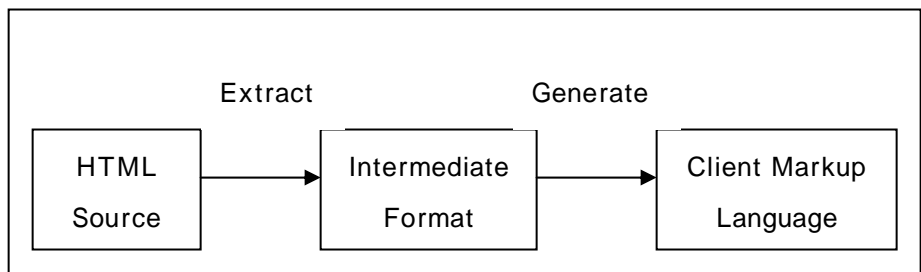 Extract
Generate
HTML
Source
Intermediate
Format
Client Markup
Language